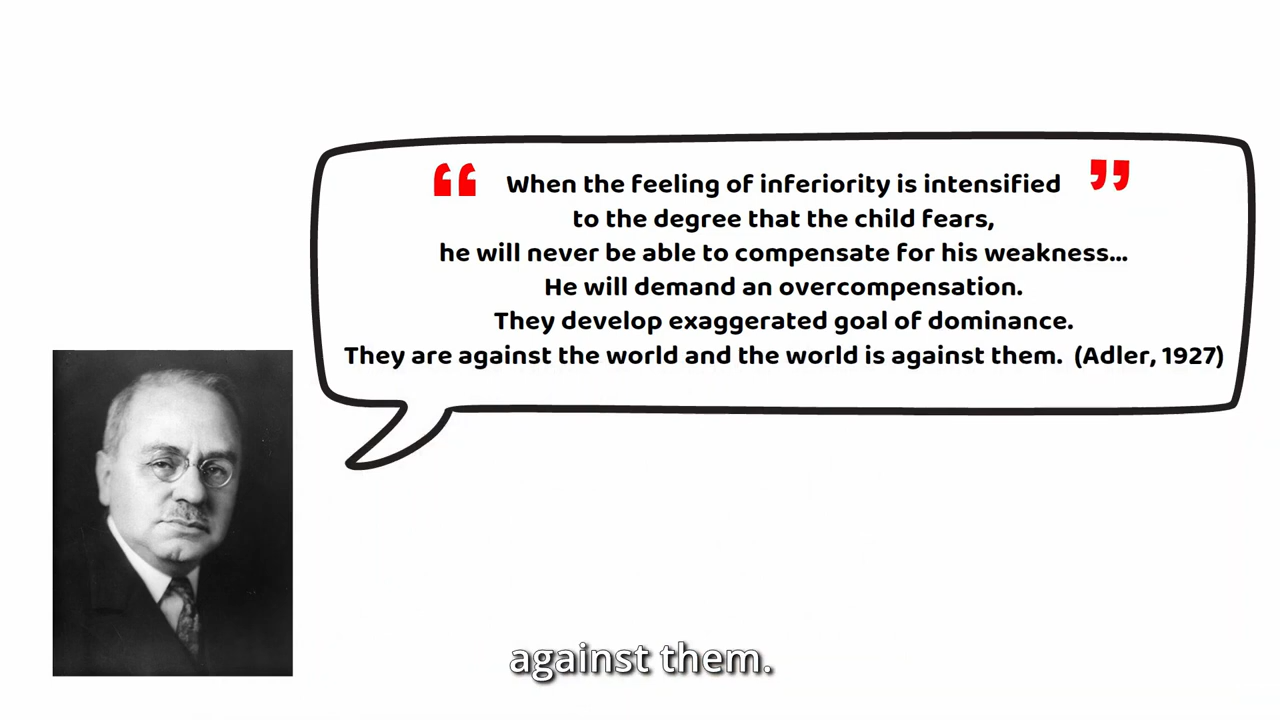 “ When the feeling of inferiority is intensified ”
to the degree that the child fears,
he will never be able to compensate for his weakness...
He will demand an overcompensation.
They develop exaggerated goal of dominance.
They are against the world and the world is against them. (Adler, 1927)
against them.